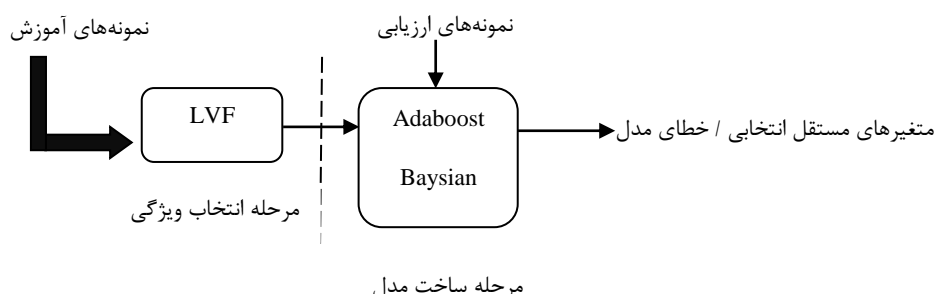 نمونه‌های آموزش
نمونه‌های ارزیابی
LVF
Adaboost
Baysian
متغیرهای مستقل انتخابی / خطای مدل
مرحله انتخاب ویژگی
مرحله ساخت مدل